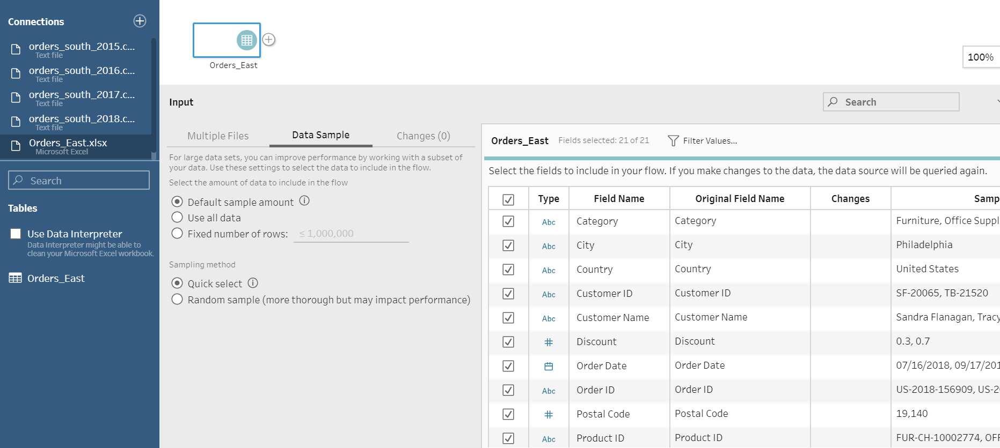 Connections
orders_south_2015.c...
Text file
orders_south_2016.c...
Text file
orders_south_2017.c...
Text file
orders_south_2018.c...
Text file
Orders_East.xlsx
Microsoft Excel
Search
Tables
Use Data Interpreter
Data Interpreter might be able to
clean your Microsoft Excel workbook.
Orders_East
Orders_East
100%
Input
Search
Multiple Files Data Sample Changes (0)
For large data sets, you can improve performance by working with a subset of
your data. Use these settings to select the data to include in the flow.
Select the amount of data to include in the flow
Default sample amount
Use all data
Fixed number of rows: ≤ 1,000,000
Sampling method
Quick select
Random sample (more thorough but may impact performance)
Orders_East Fields selected: 21 of 21 Filter Values...
Select the fields to include in your flow. If you make changes to the data, the data source will be queried again.
Type Field Name Original Field Name Changes Samp
Abc Category Category Furniture, Office Suppl
Abc City City Philadelphia
Abc Country Country United States
Abc Customer ID Customer ID SF-20065, TB-21520
Abc Customer Name Customer Name Sandra Flanagan, Tracy
# Discount Discount 0.3, 0.7
Order Date Order Date 07/16/2018, 09/17/201
Abc Order ID Order ID US-2018-156909, US-2
# Postal Code Postal Code 19,140
Abc Product ID Product ID FUR-CH-10002774, OFF